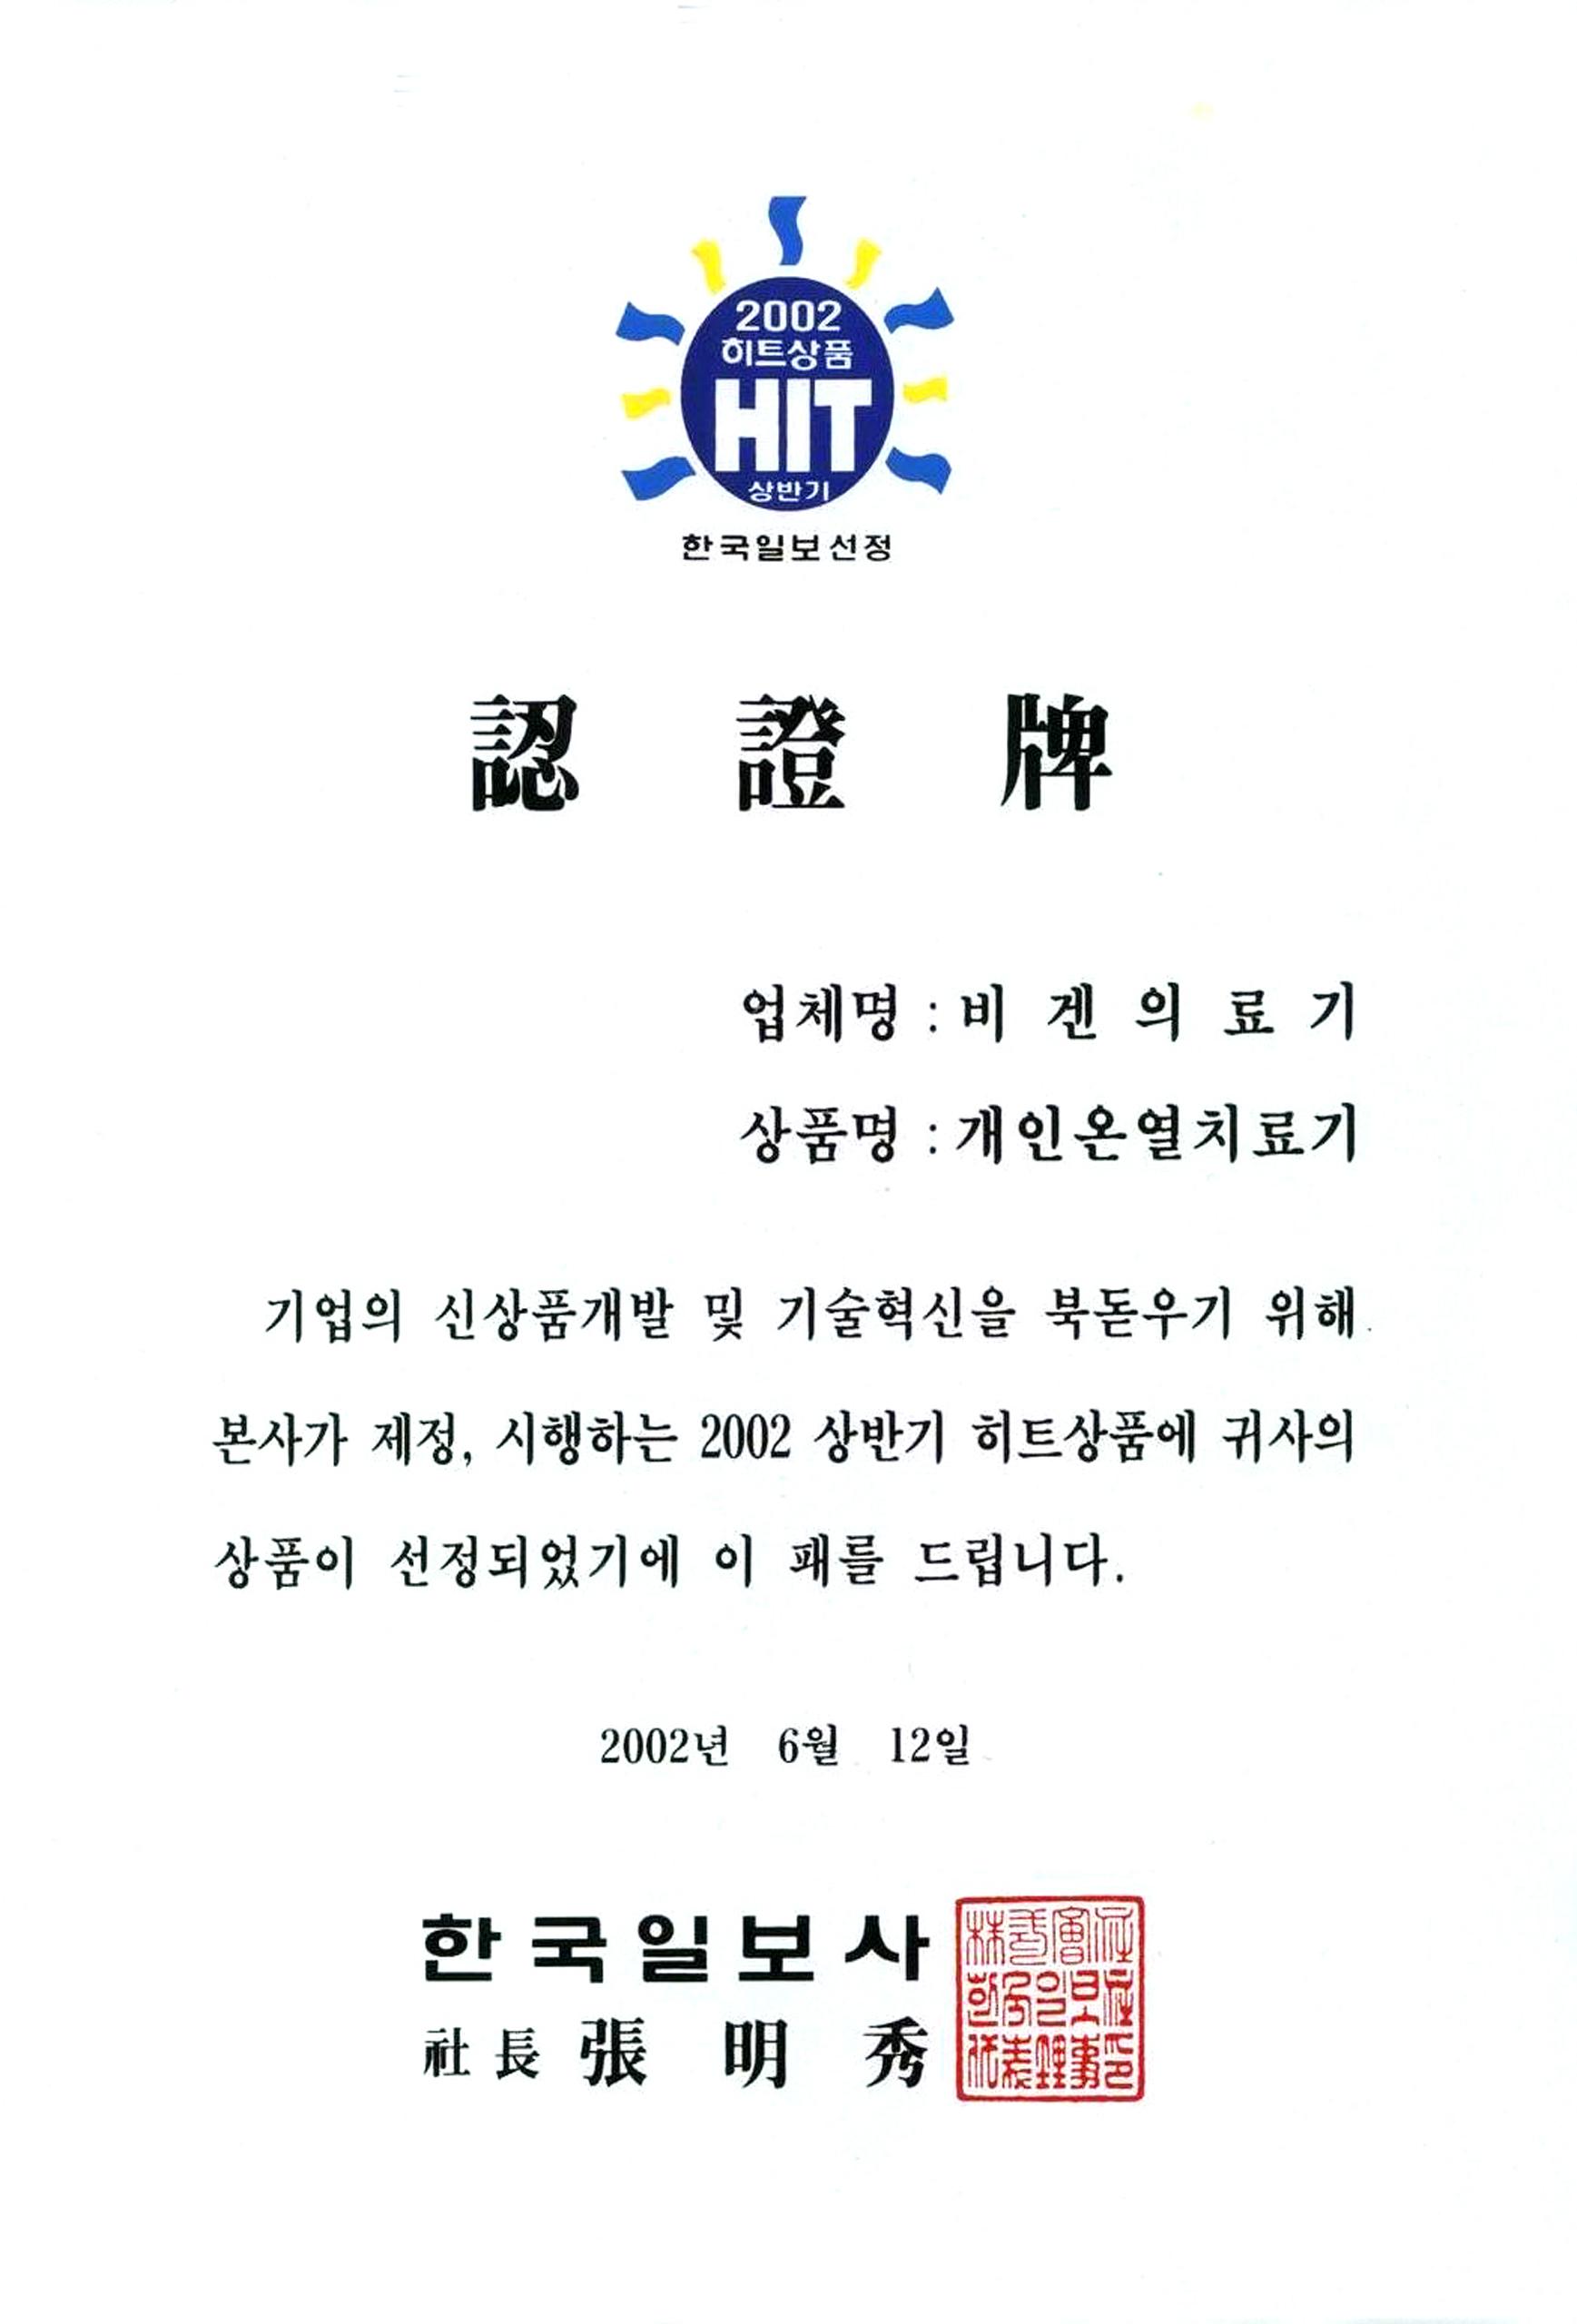 2002
히트상품
HIT
상반기
한국일보선정
認 證 牌
업체명 : 비 겐 의 료 기
상품명 : 개인온열치료기
기업의 신상품개발 및 기술혁신을 북돋우기 위해
본사가 제정, 시행하는 2002 상반기 히트상품에 귀사의
상품이 선정되었기에 이 패를 드립니다.
2002년 6월 12일
한국일보사
社長 張 明 秀